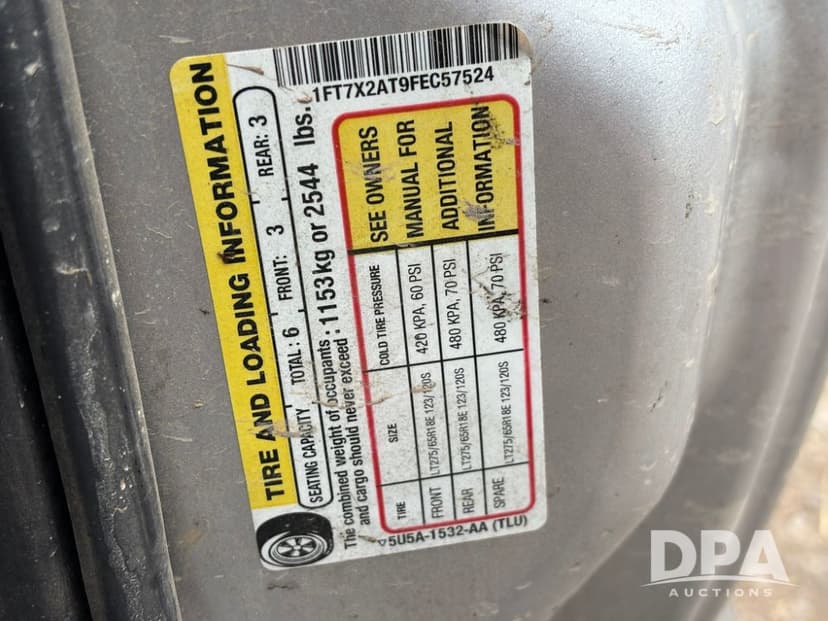 TIRE AND LOADING INFORMATION
SEATING CAPACITY TOTAL: 6 FRONT: 3 REAR: 3
The combined weight of occupants : 1153kg or 2544 lbs.
and cargo should never exceed
1FT7X2AT9FEC57524
TIRE SIZE COLD TIRE PRESSURE
FRONT LT275/65R18E 123/120S 420 KPA, 60 PSI
REAR LT275/65R18E 123/120S 480 KPA, 70 PSI
SPARE LT275/65R18E 123/120S 480 KPA, 70 PSI
SEE OWNERS
MANUAL FOR
ADDITIONAL
INFORMATION
5U5A-1532-AA (TLU)
DPA
AUCTIONS